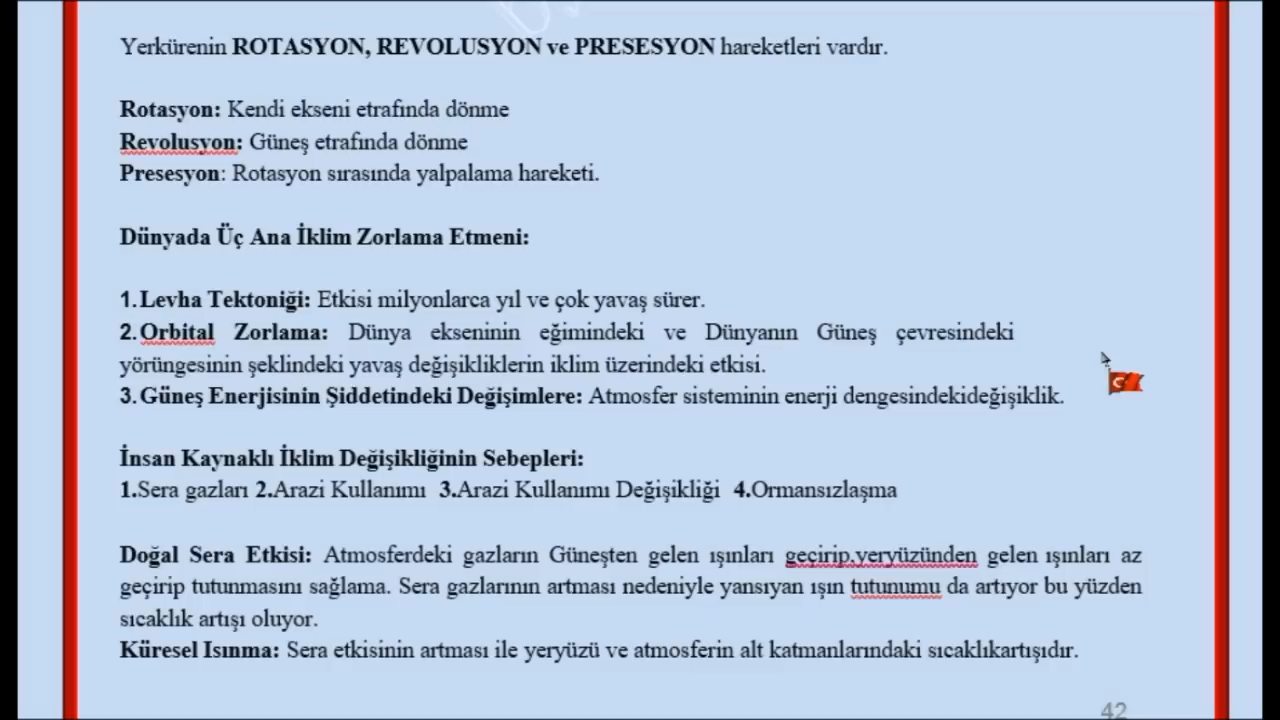 Yerkürenin ROTASYON, REVOLUSYON ve PRESESYON hareketleri vardır.
Rotasyon: Kendi ekseni etrafında dönme
Revolusyon: Güneş etrafında dönme
Presesyon: Rotasyon sırasında yalpalama hareketi.
Dünyada Üç Ana İklim Zorlama Etmeni:
1.Levha Tektoniği: Etkisi milyonlarca yıl ve çok yavaş sürer.
2.Orbital Zorlama: Dünya ekseninin eğimindeki ve Dünyanın Güneş çevresindeki
yörüngesinin şeklindeki yavaş değişikliklerin iklim üzerindeki etkisi.
3.Güneş Enerjisinin Şiddetindeki Değişimlere: Atmosfer sisteminin enerji dengesindekideğişiklik.
İnsan Kaynaklı İklim Değişikliğinin Sebepleri:
1.Sera gazları 2.Arazi Kullanımı 3.Arazi Kullanımı Değişikliği 4.Ormansızlaşma
Doğal Sera Etkisi: Atmosferdeki gazların Güneşten gelen ışınları geçirip,yeryüzünden gelen ışınları az
geçirip tutunmasını sağlama. Sera gazlarının artması nedeniyle yansıyan ışın tutunumu da artıyor bu yüzden
sıcaklık artışı oluyor.
Küresel Isınma: Sera etkisinin artması ile yeryüzü ve atmosferin alt katmanlarındaki sıcaklıkartışıdır.
42